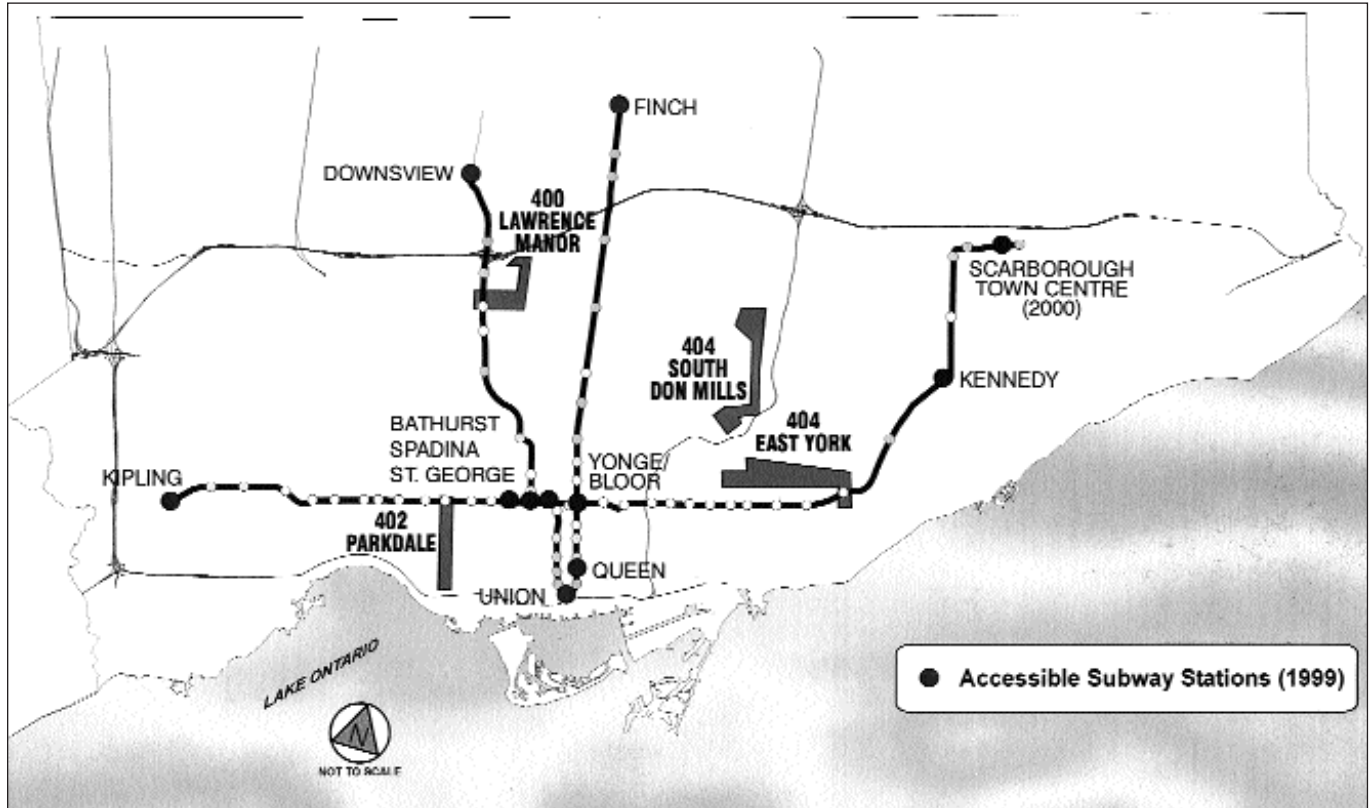 FINCH
DOWNSVIEW
400
LAWRENCE
MANOR
SCARBOROUGH
TOWN CENTRE
(2000)
404
SOUTH
DON MILLS
KENNEDY
404
EAST YORK
BATHURST
SPADINA
ST. GEORGE
YONGE/
BLOOR
KIPLING
402
PARKDALE
QUEEN
UNION
LAKE ONTARIO
N
NOT TO SCALE
Accessible Subway Stations (1999)